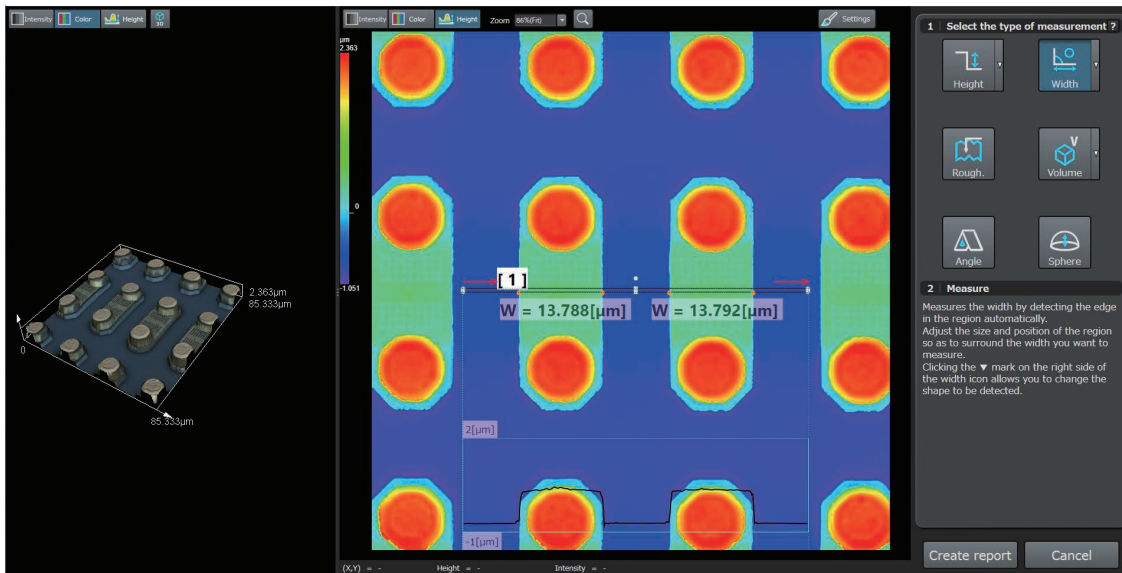 Intensity Color Height 3D
2.363µm
85.333µm
0
85.333µm
Intensity Color Height Zoom 86%(Fit) Settings
µm
2.363
0
-1.051
[ 1 ]
W = 13.788[µm] W = 13.792[µm]
2[µm]
-1[µm]
(X,Y) = - Height = - Intensity = -
1 Select the type of measurement ?
Height Width
Rough. V Volume
Angle Sphere
2 Measure
Measures the width by detecting the edge
in the region automatically.
Adjust the size and position of the region
so as to surround the width you want to
measure.
Clicking the ▼ mark on the right side of
the width icon allows you to change the
shape to be detected.
Create report Cancel